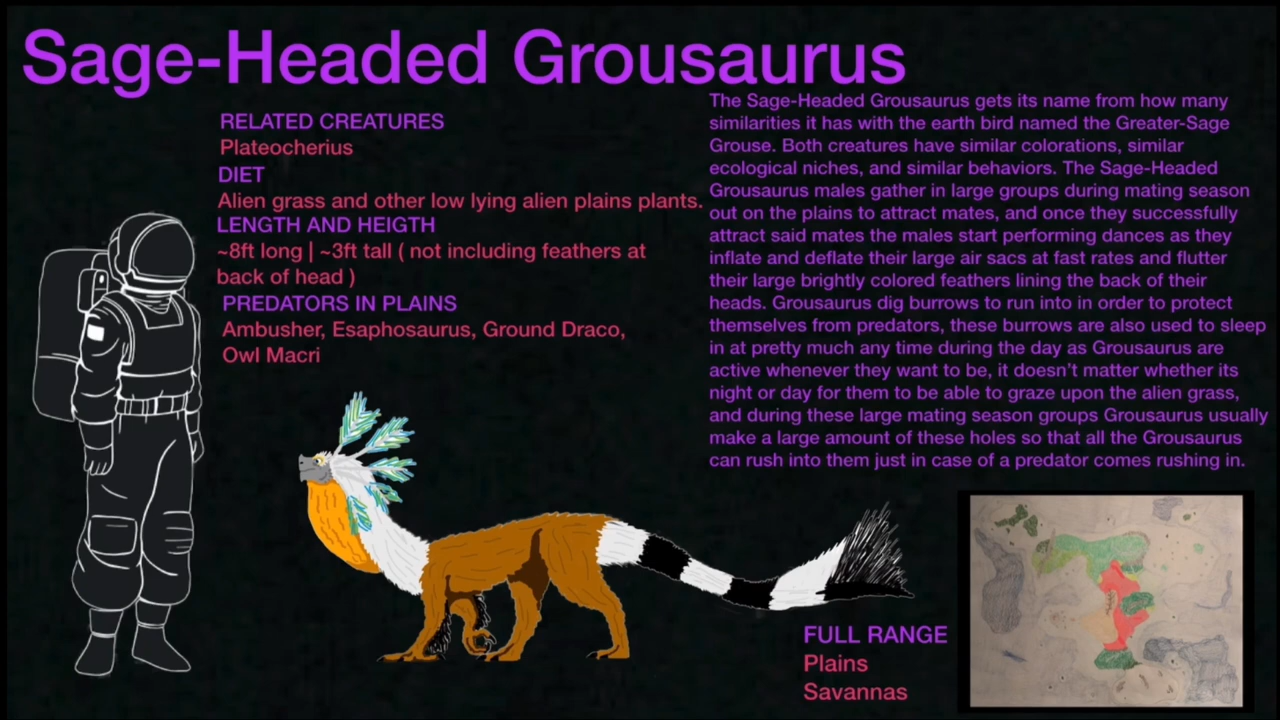 Sage-Headed Grousaurus
RELATED CREATURES
Plateocherius
DIET
Alien grass and other low lying alien plains plants.
LENGTH AND HEIGTH
~8ft long | ~3ft tall ( not including feathers at
back of head )
PREDATORS IN PLAINS
Ambusher, Esaphosaurus, Ground Draco,
Owl Macri
The Sage-Headed Grousaurus gets its name from how many
similarities it has with the earth bird named the Greater-Sage
Grouse. Both creatures have similar colorations, similar
ecological niches, and similar behaviors. The Sage-Headed
Grousaurus males gather in large groups during mating season
out on the plains to attract mates, and once they successfully
attract said mates the males start performing dances as they
inflate and deflate their large air sacs at fast rates and flutter
their large brightly colored feathers lining the back of their
heads. Grousaurus dig burrows to run into in order to protect
themselves from predators, these burrows are also used to sleep
in at pretty much any time during the day as Grousaurus are
active whenever they want to be, it doesn't matter whether its
night or day for them to be able to graze upon the alien grass,
and during these large mating season groups Grousaurus usually
make a large amount of these holes so that all the Grousaurus
can rush into them just in case of a predator comes rushing in.
FULL RANGE
Plains
Savannas